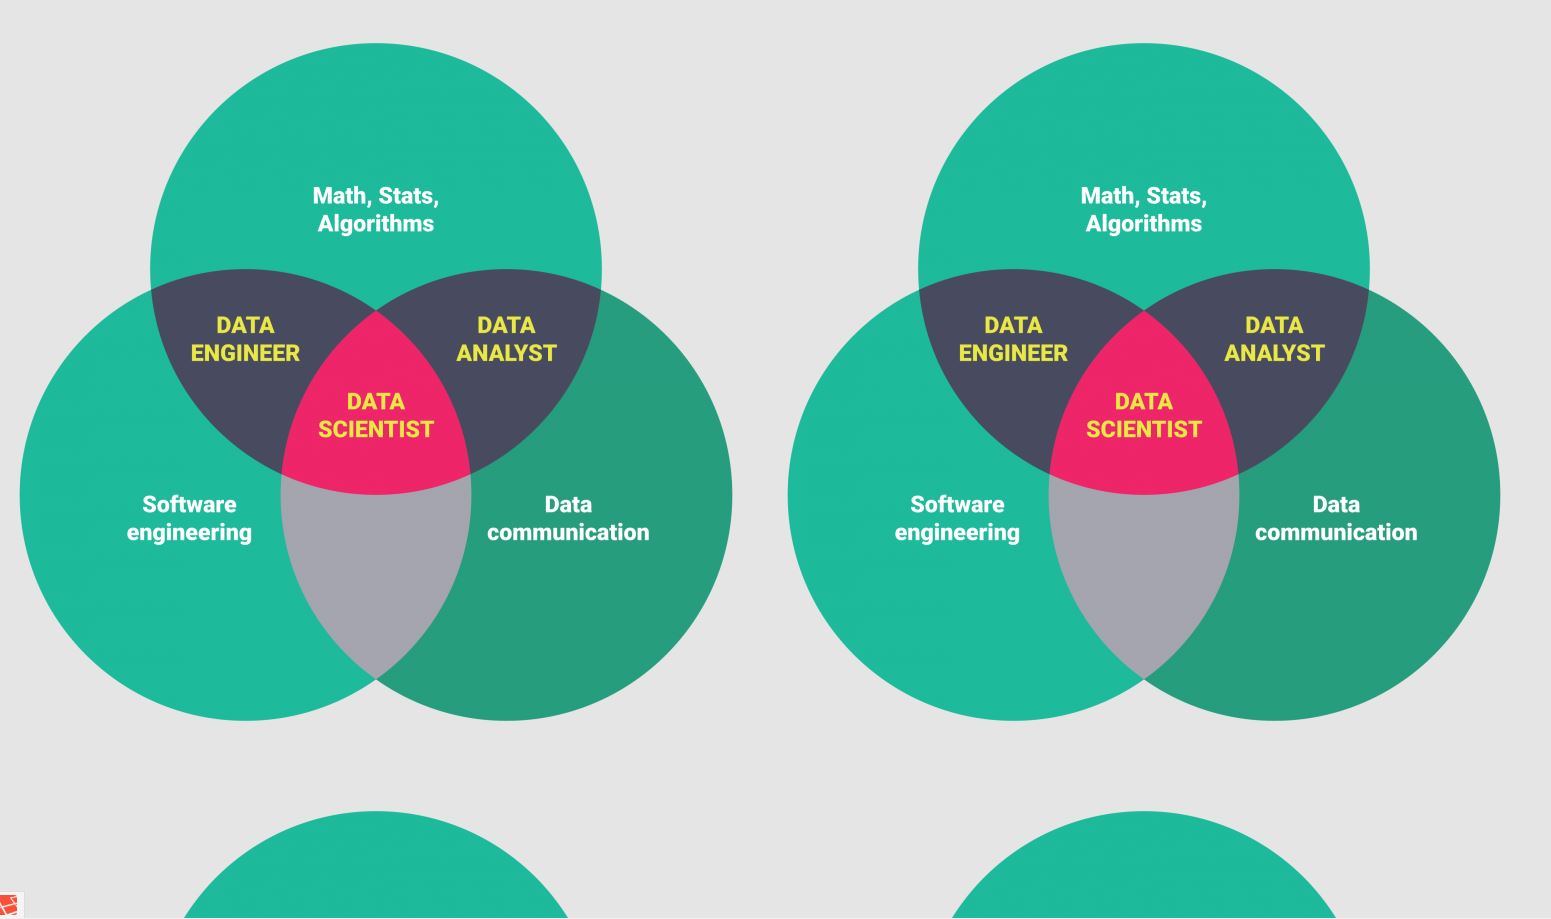 Math, Stats,
Algorithms
DATA
ENGINEER
DATA
ANALYST
DATA
SCIENTIST
Software
engineering
Data
communication
Math, Stats,
Algorithms
DATA
ENGINEER
DATA
ANALYST
DATA
SCIENTIST
Software
engineering
Data
communication